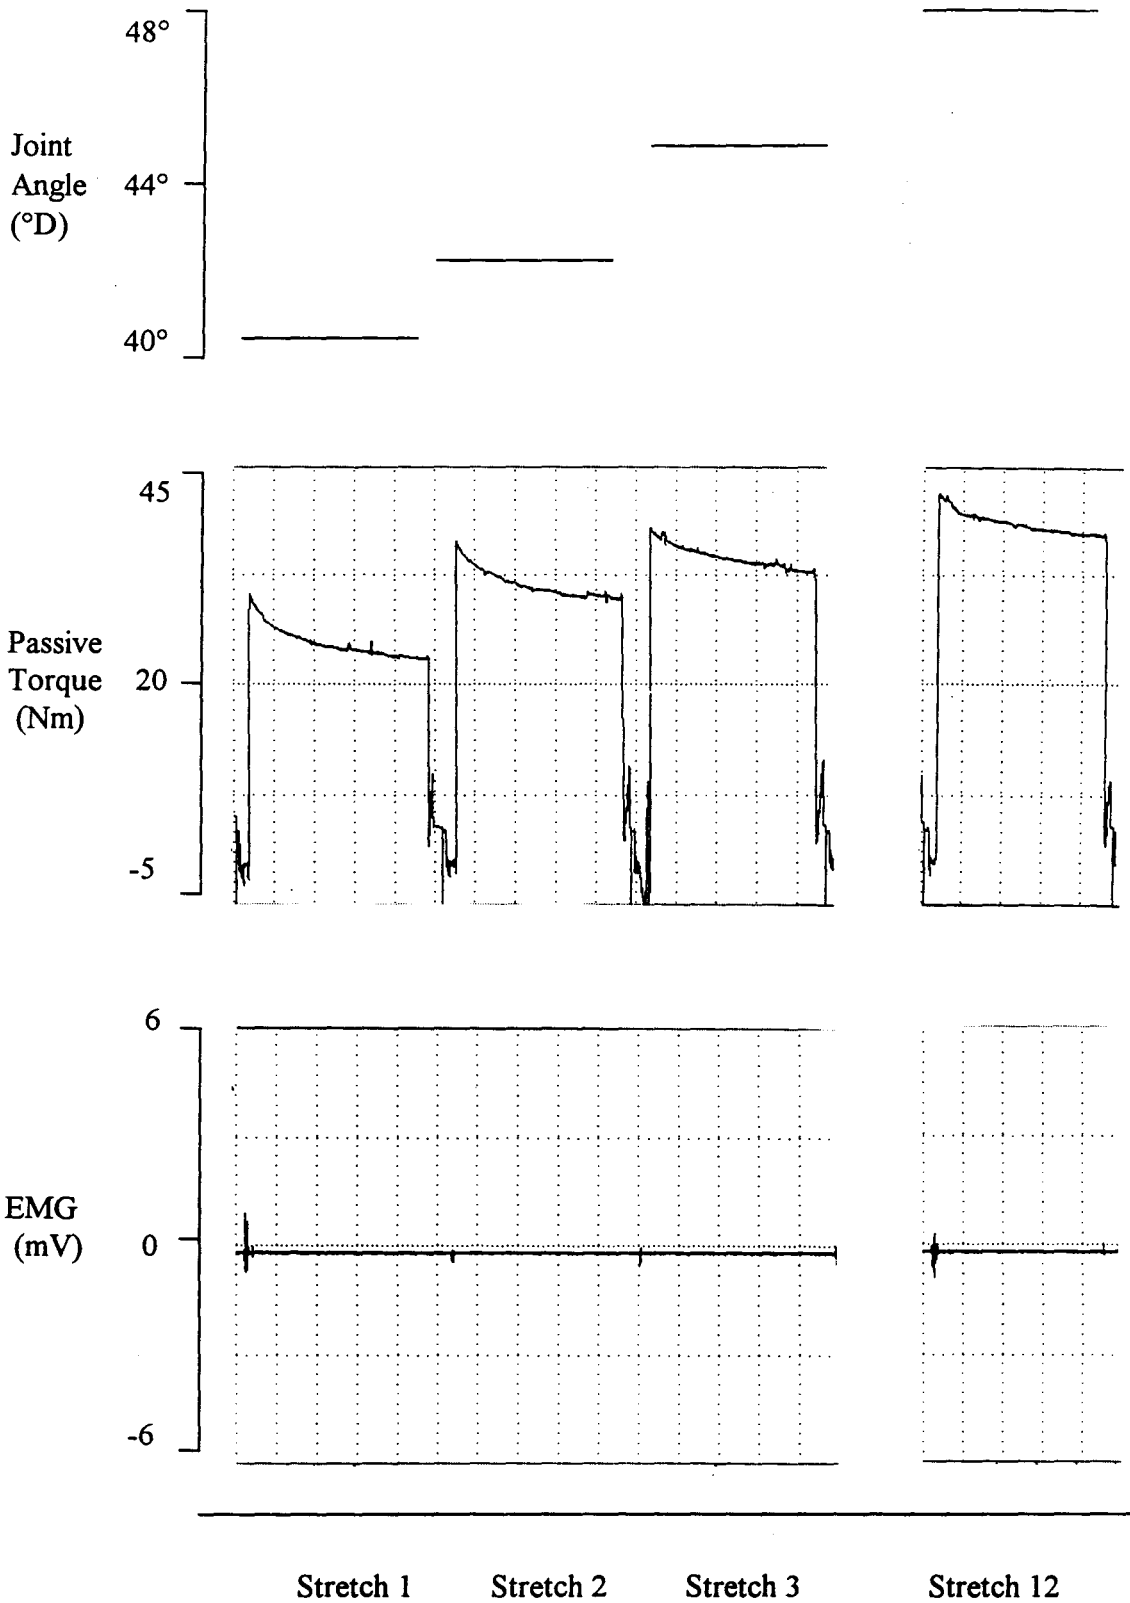 48°
Joint
Angle
(°D)
44°
40°
45
Passive
Torque
(Nm)
20
-5
6
EMG
(mV)
0
-6
Stretch 1
Stretch 2
Stretch 3
Stretch 12